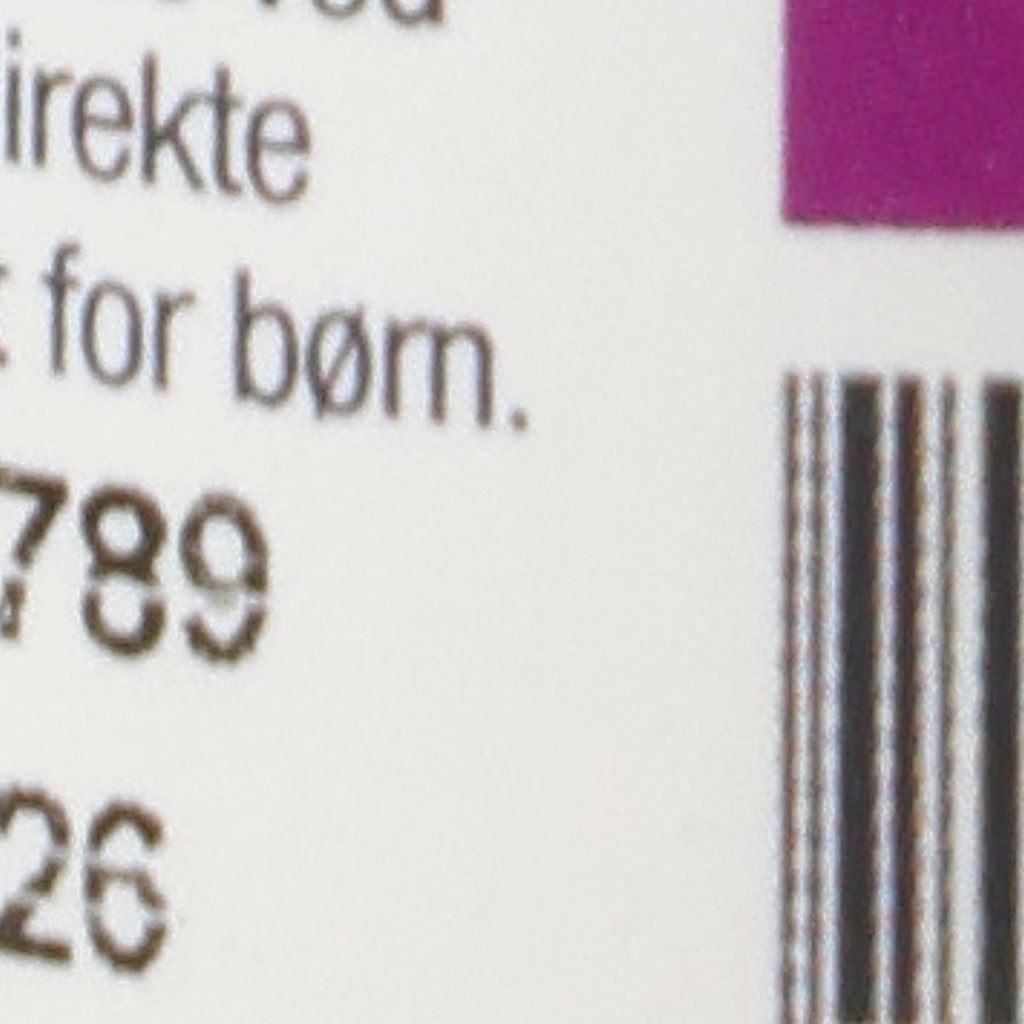 irekte
for børn.
789
26